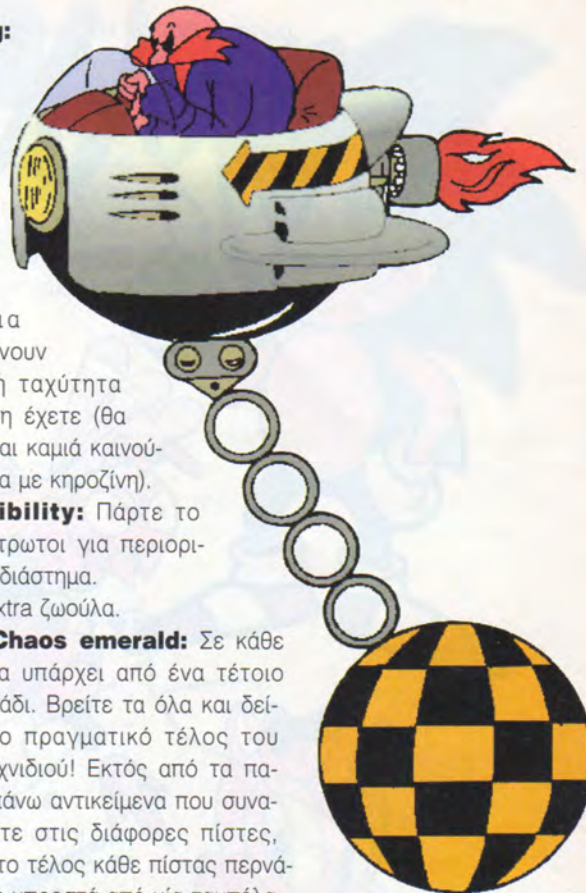 g:
ια
νουν
ή ταχύτητα
η έχετε (θα
αι καμιά καινού-
α με κηροζίνη).
ibility: Πάρτε το
τρωτοι για περιορι-
διάστημα.
xtra ζωούλα.
Chaos emerald: Σε κάθε
α υπάρχει από ένα τέτοιο
άδι. Βρείτε τα όλα και δεί-
ο πραγματικό τέλος του
χνιδιού! Εκτός από τα πα-
πάνω αντικείμενα που συνα-
τε στις διάφορες πίστες,
το τέλος κάθε πίστας περνά-